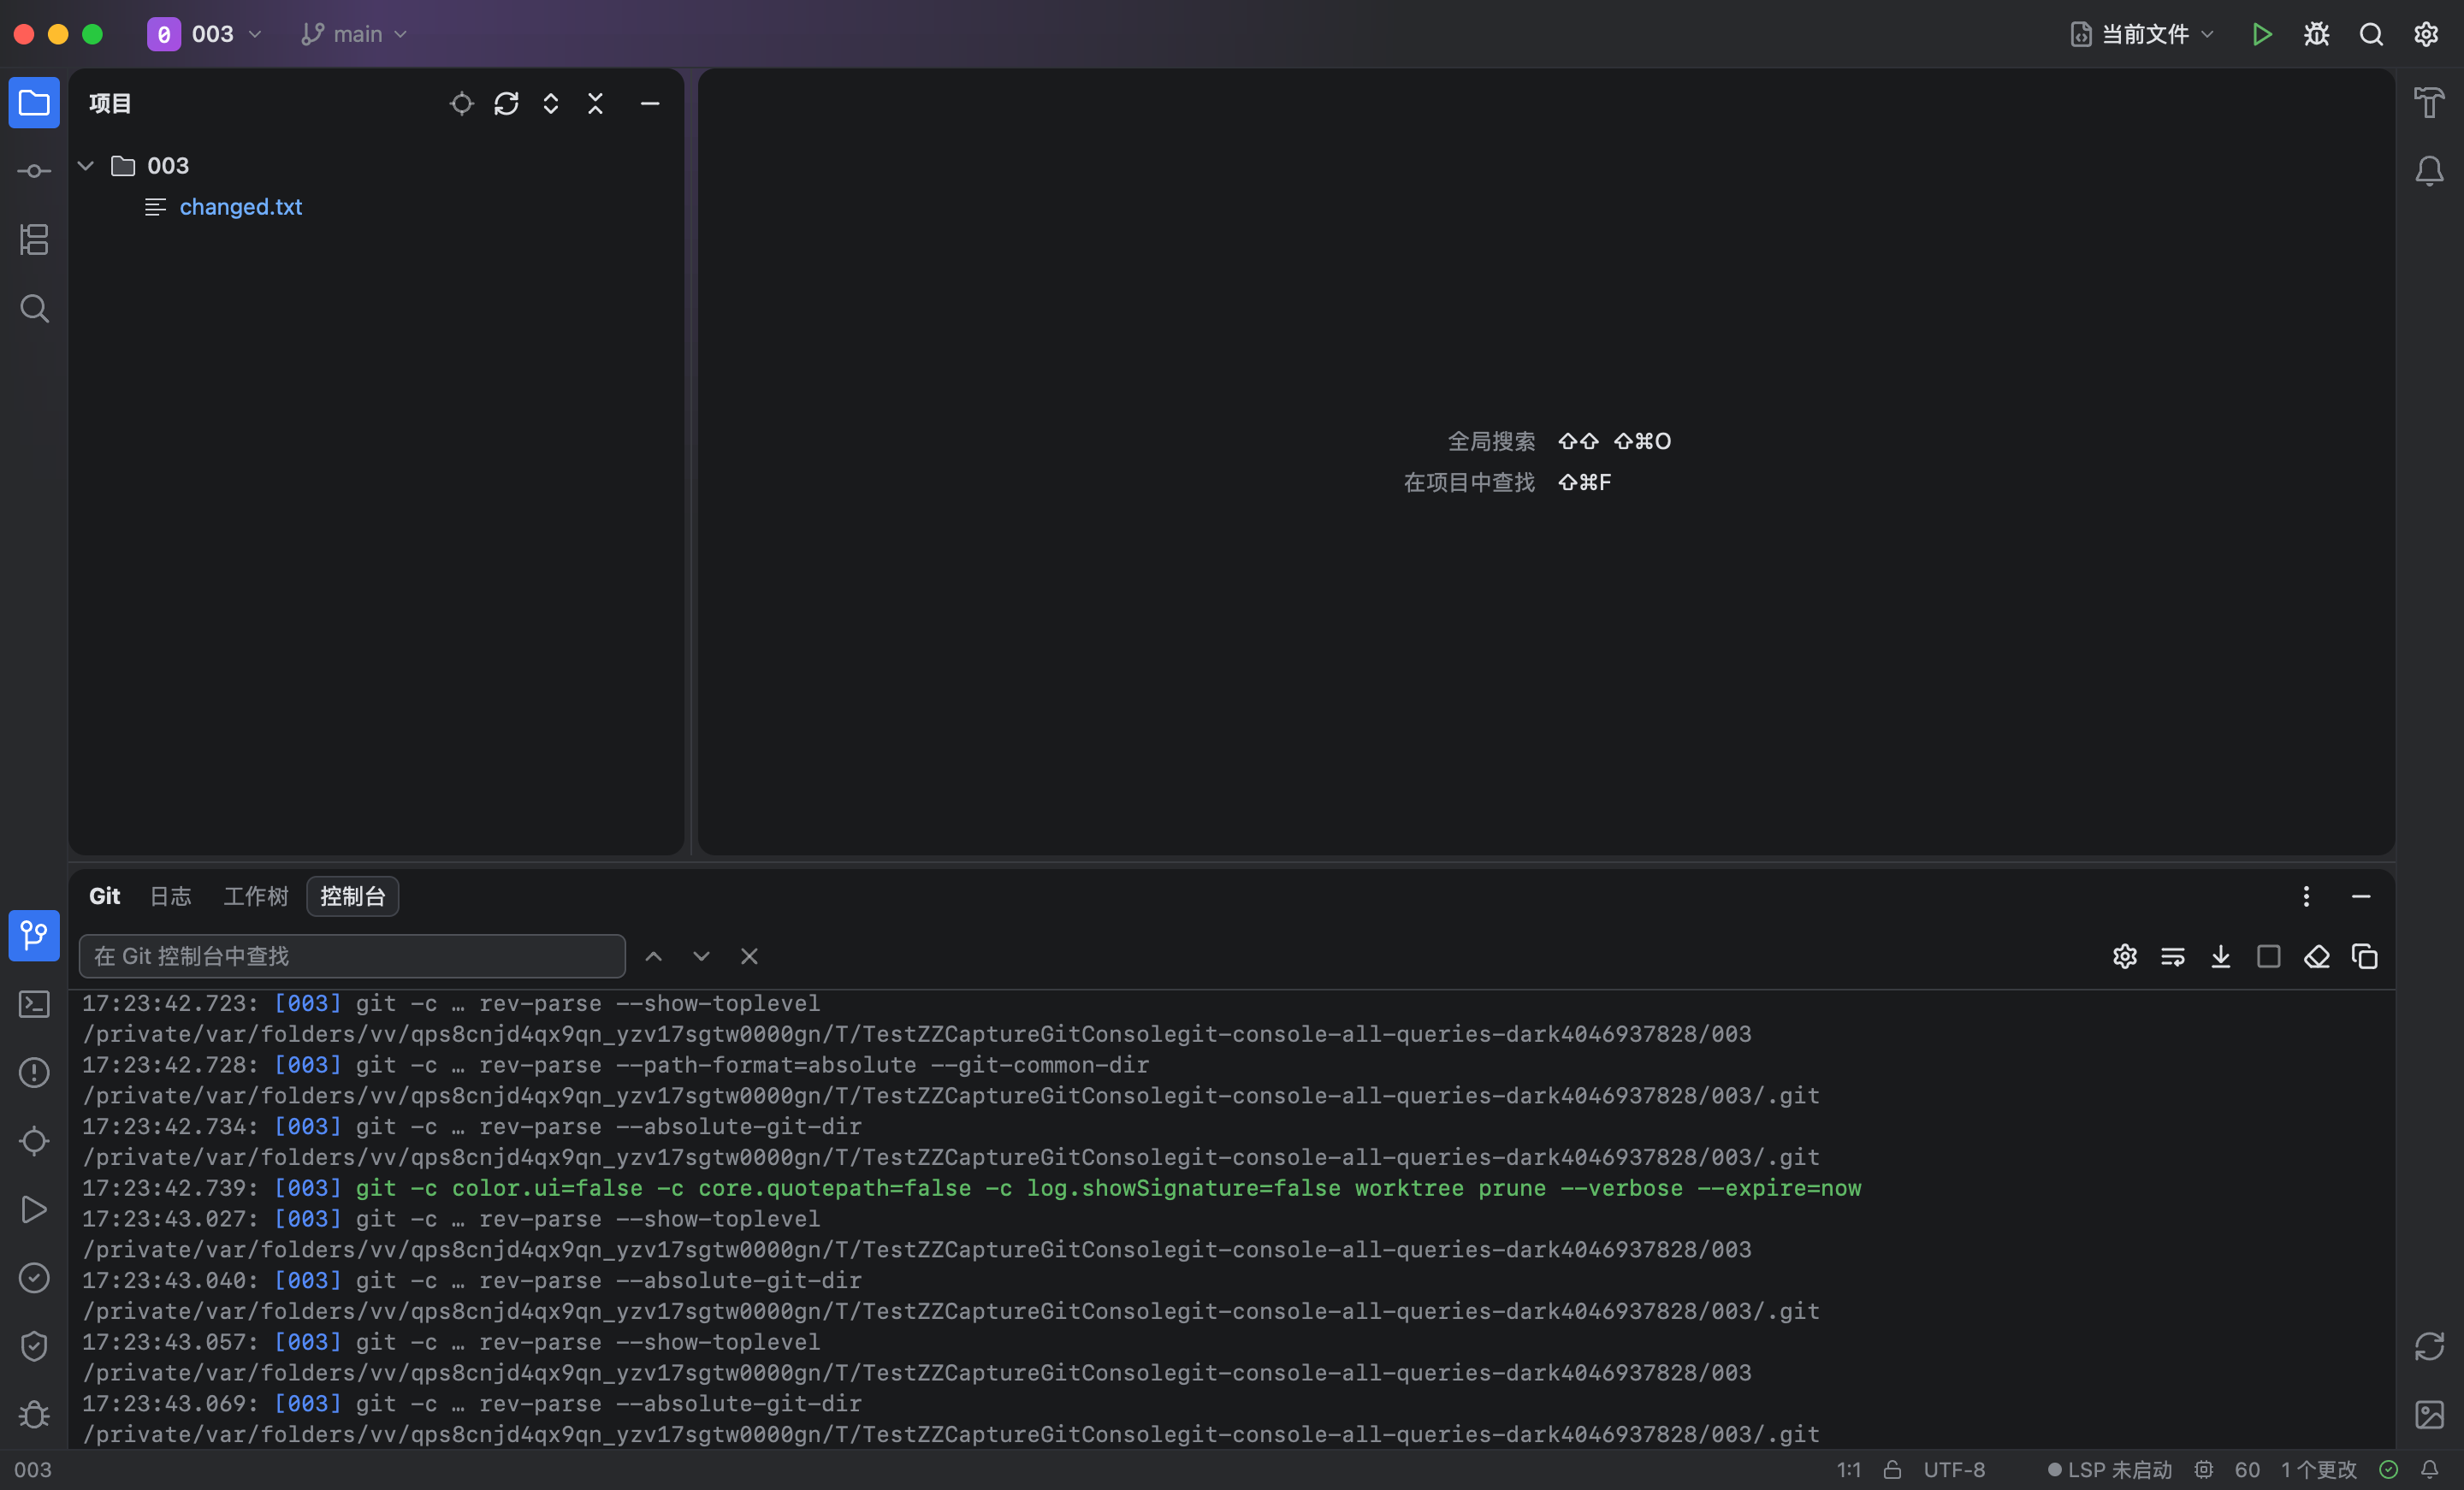 0 003 main 当前文件
项目
003
changed.txt
全局搜索 ⇧⇧ ⇧⌘O
在项目中查找 ⇧⌘F
Git 日志 工作树 控制台
在 Git 控制台中查找
17:23:42.723: [003] git -c … rev-parse --show-toplevel
/private/var/folders/vv/qps8cnjd4qx9qn_yzv17sgtw0000gn/T/TestZZCaptureGitConsolegit-console-all-queries-dark4046937828/003
17:23:42.728: [003] git -c … rev-parse --path-format=absolute --git-common-dir
/private/var/folders/vv/qps8cnjd4qx9qn_yzv17sgtw0000gn/T/TestZZCaptureGitConsolegit-console-all-queries-dark4046937828/003/.git
17:23:42.734: [003] git -c … rev-parse --absolute-git-dir
/private/var/folders/vv/qps8cnjd4qx9qn_yzv17sgtw0000gn/T/TestZZCaptureGitConsolegit-console-all-queries-dark4046937828/003/.git
17:23:42.739: [003] git -c color.ui=false -c core.quotepath=false -c log.showSignature=false worktree prune --verbose --expire=now
17:23:43.027: [003] git -c … rev-parse --show-toplevel
/private/var/folders/vv/qps8cnjd4qx9qn_yzv17sgtw0000gn/T/TestZZCaptureGitConsolegit-console-all-queries-dark4046937828/003
17:23:43.040: [003] git -c … rev-parse --absolute-git-dir
/private/var/folders/vv/qps8cnjd4qx9qn_yzv17sgtw0000gn/T/TestZZCaptureGitConsolegit-console-all-queries-dark4046937828/003/.git
17:23:43.057: [003] git -c … rev-parse --show-toplevel
/private/var/folders/vv/qps8cnjd4qx9qn_yzv17sgtw0000gn/T/TestZZCaptureGitConsolegit-console-all-queries-dark4046937828/003
17:23:43.069: [003] git -c … rev-parse --absolute-git-dir
/private/var/folders/vv/qps8cnjd4qx9qn_yzv17sgtw0000gn/T/TestZZCaptureGitConsolegit-console-all-queries-dark4046937828/003/.git
003 1:1 UTF-8 LSP 未启动 60 1 个更改